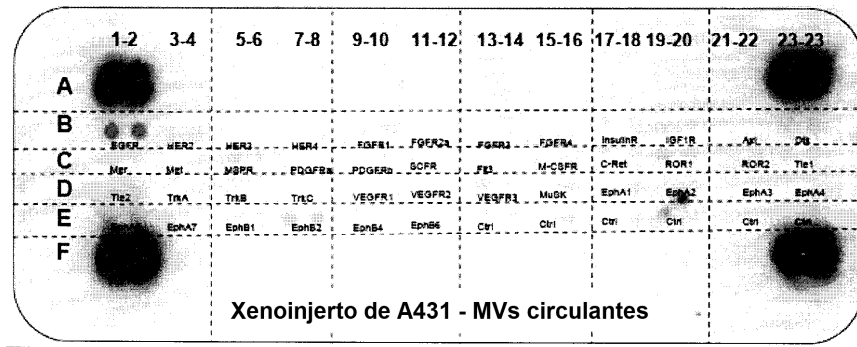 1-2 3-4 5-6 7-8 9-10 11-12 13-14 15-16 17-18 19-20 21-22 23-23
A
B
EGFR HER2 HER3 HER4 FGFR1 FGFR2a FGFR3 FGFR4 InsulnR IGF1R Axl Dtk
C
Mer Met MSPR PDGFRa PDGFRb SCFR Flt3 M-CSFR C-Ret ROR1 ROR2 Tie1
D
Tie2 TrkA TrkB TrkC VEGFR1 VEGFR2 VEGFR3 MuSK EphA1 EphA2 EphA3 EphA4
E
EphA7 EphB1 EphB2 EphB4 EphB6 Ctrl Ctrl Ctrl Ctrl Ctrl Ctrl
F
Xenoinjerto de A431 - MVs circulantes